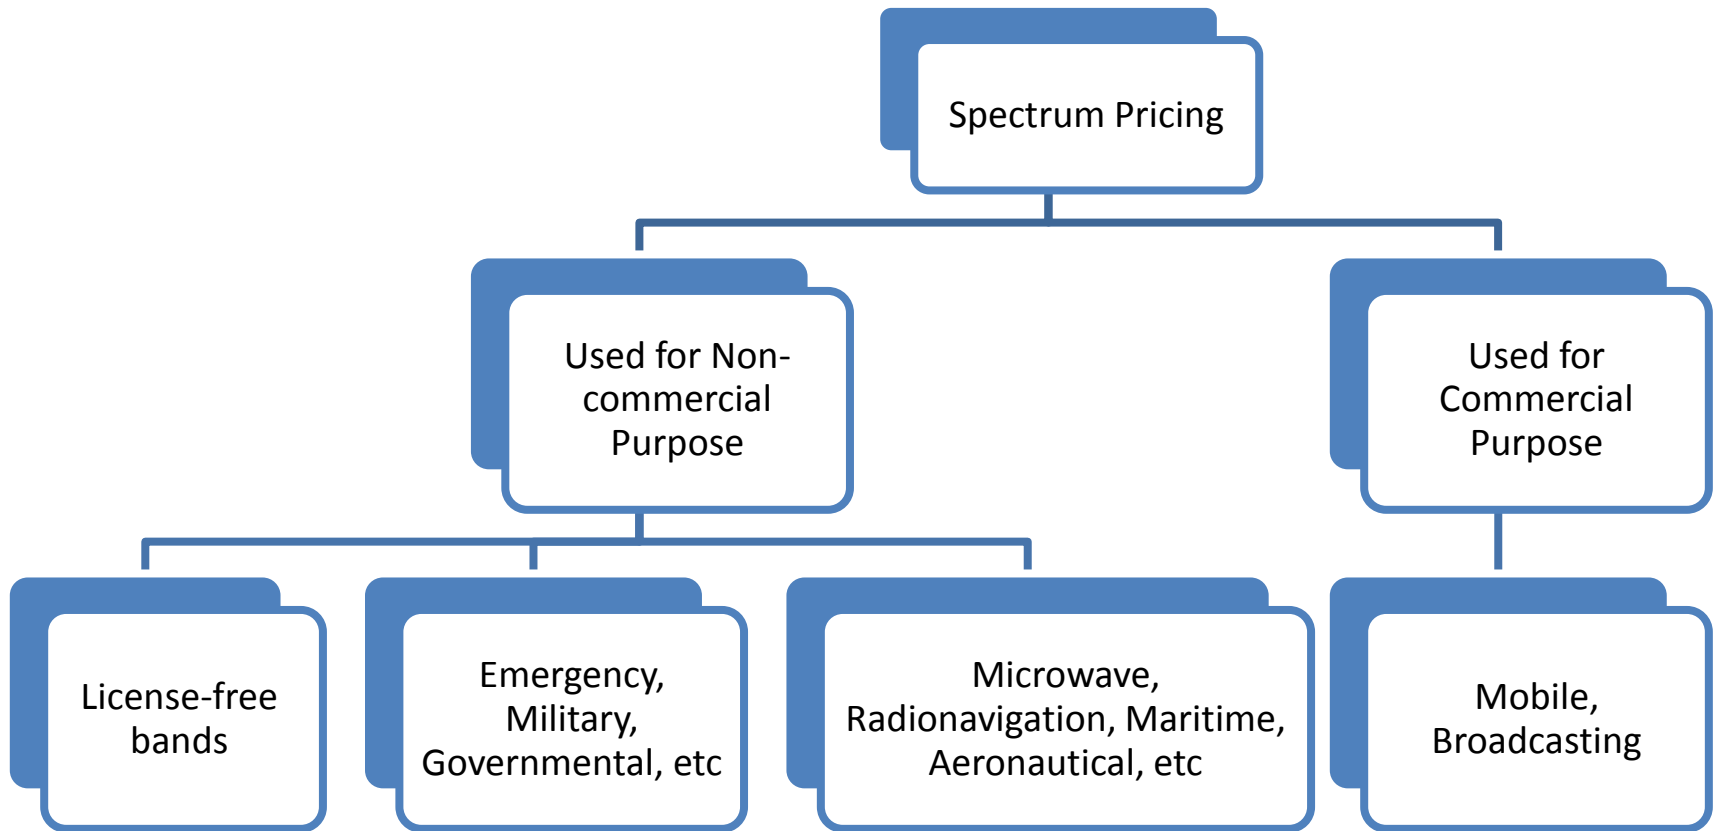 Spectrum Pricing
Used for Non-
commercial
Purpose
Used for
Commercial
Purpose
License-free
bands
Emergency,
Military,
Governmental, etc
Microwave,
Radionavigation, Maritime,
Aeronautical, etc
Mobile,
Broadcasting